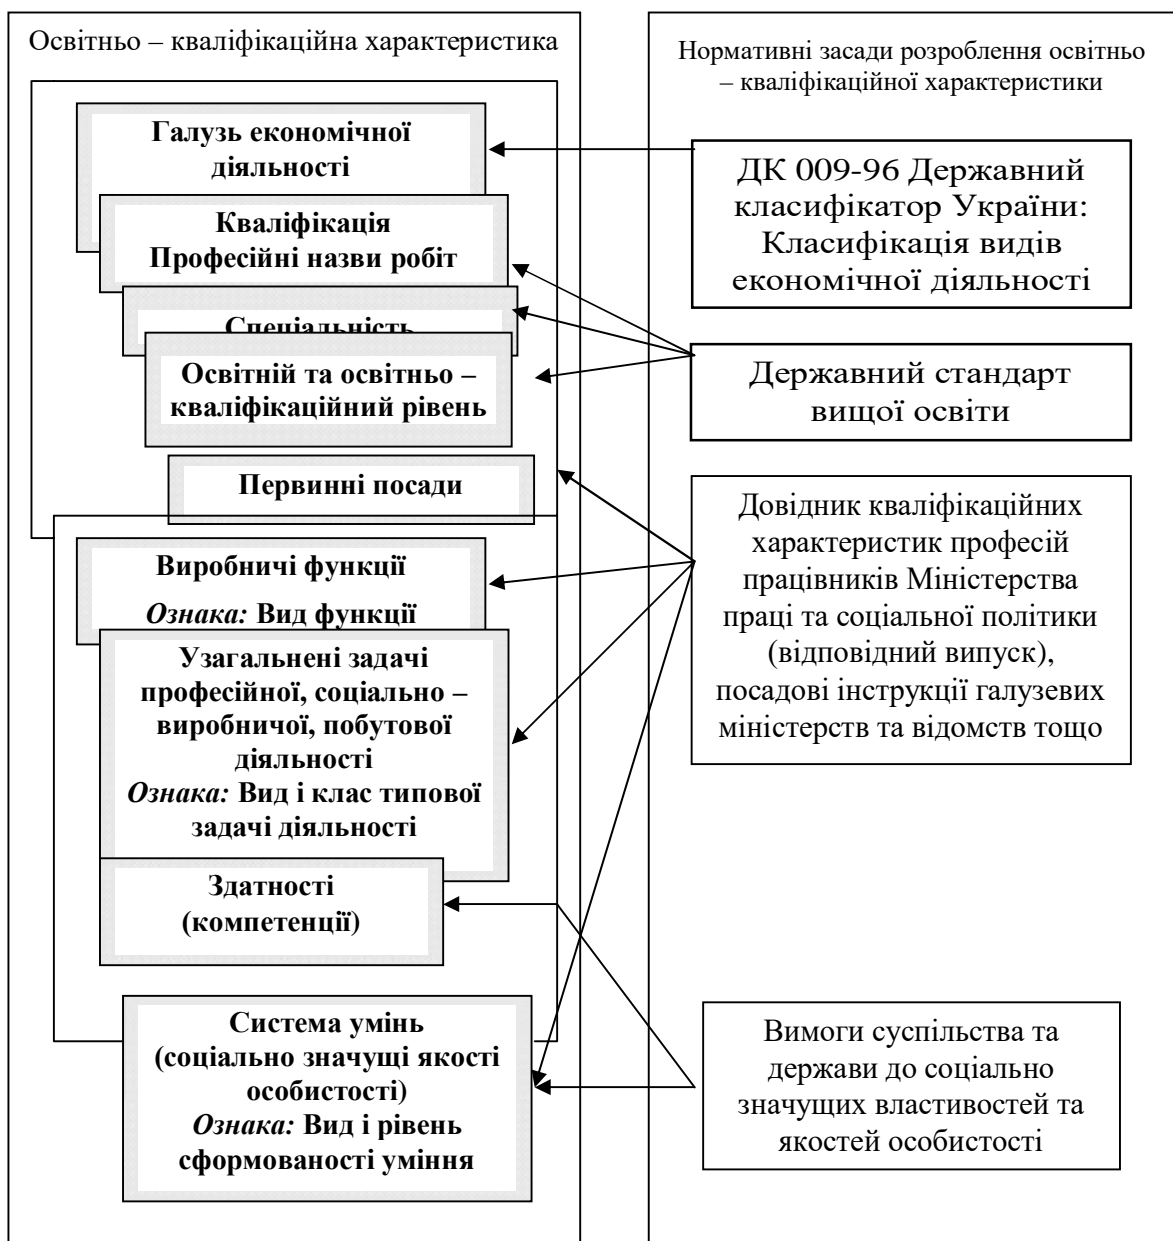 Освітньо – кваліфікаційна характеристика
Галузь економічної
діяльності
Кваліфікація
Професійні назви робіт
Спеціальність
Освітній та освітньо –
кваліфікаційний рівень
Первинні посади
Виробничі функції
Ознака: Вид функції
Узагальнені задачі
професійної, соціально –
виробничої, побутової
діяльності
Ознака: Вид і клас типової
задачі діяльності
Здатності
(компетенції)
Система умінь
(соціально значущі якості
особистості)
Ознака: Вид і рівень
сформованості уміння
Нормативні засади розроблення освітньо
– кваліфікаційної характеристики
ДК 009-96 Державний
класифікатор України:
Класифікація видів
економічної діяльності
Державний стандарт
вищої освіти
Довідник кваліфікаційних
характеристик професій
працівників Міністерства
праці та соціальної політики
(відповідний випуск),
посадові інструкції галузевих
міністерств та відомств тощо
Вимоги суспільства та
держави до соціально
значущих властивостей та
якостей особистості